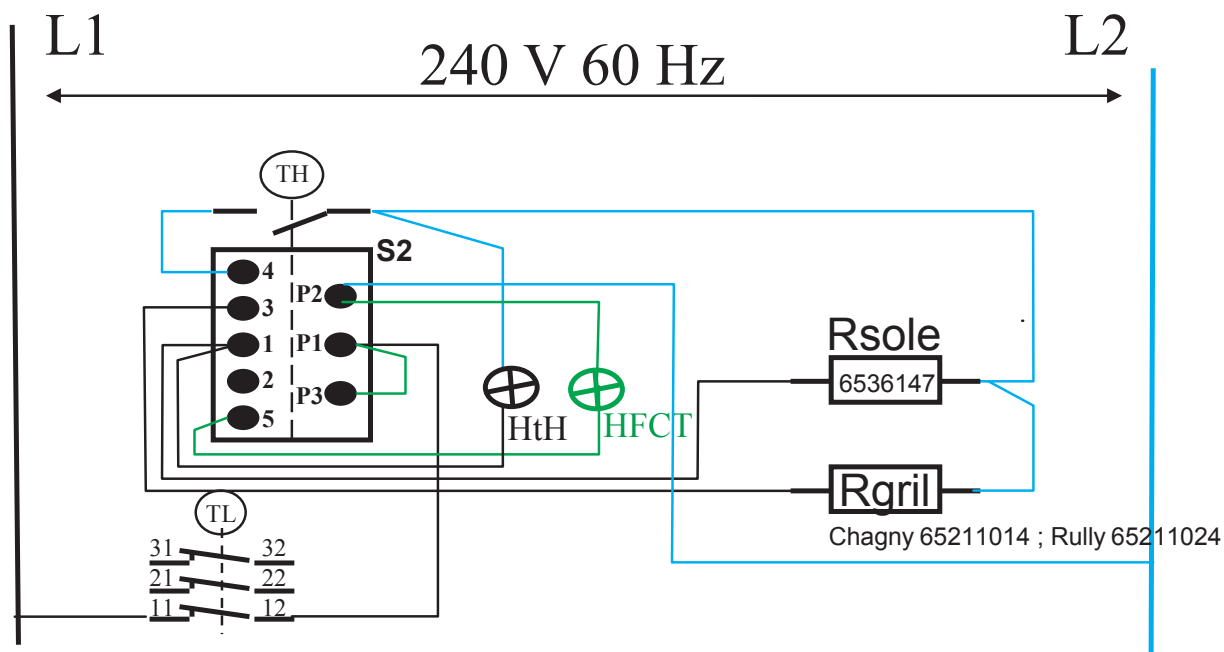 L1
L2
240 V 60 Hz
TH
S2
4
P2
3
1
P1
2
P3
5
Rsole
6536147
HtH
HFCT
Rgril
TL
Chagny 65211014 ; Rully 65211024
31 32
21 22
11 12